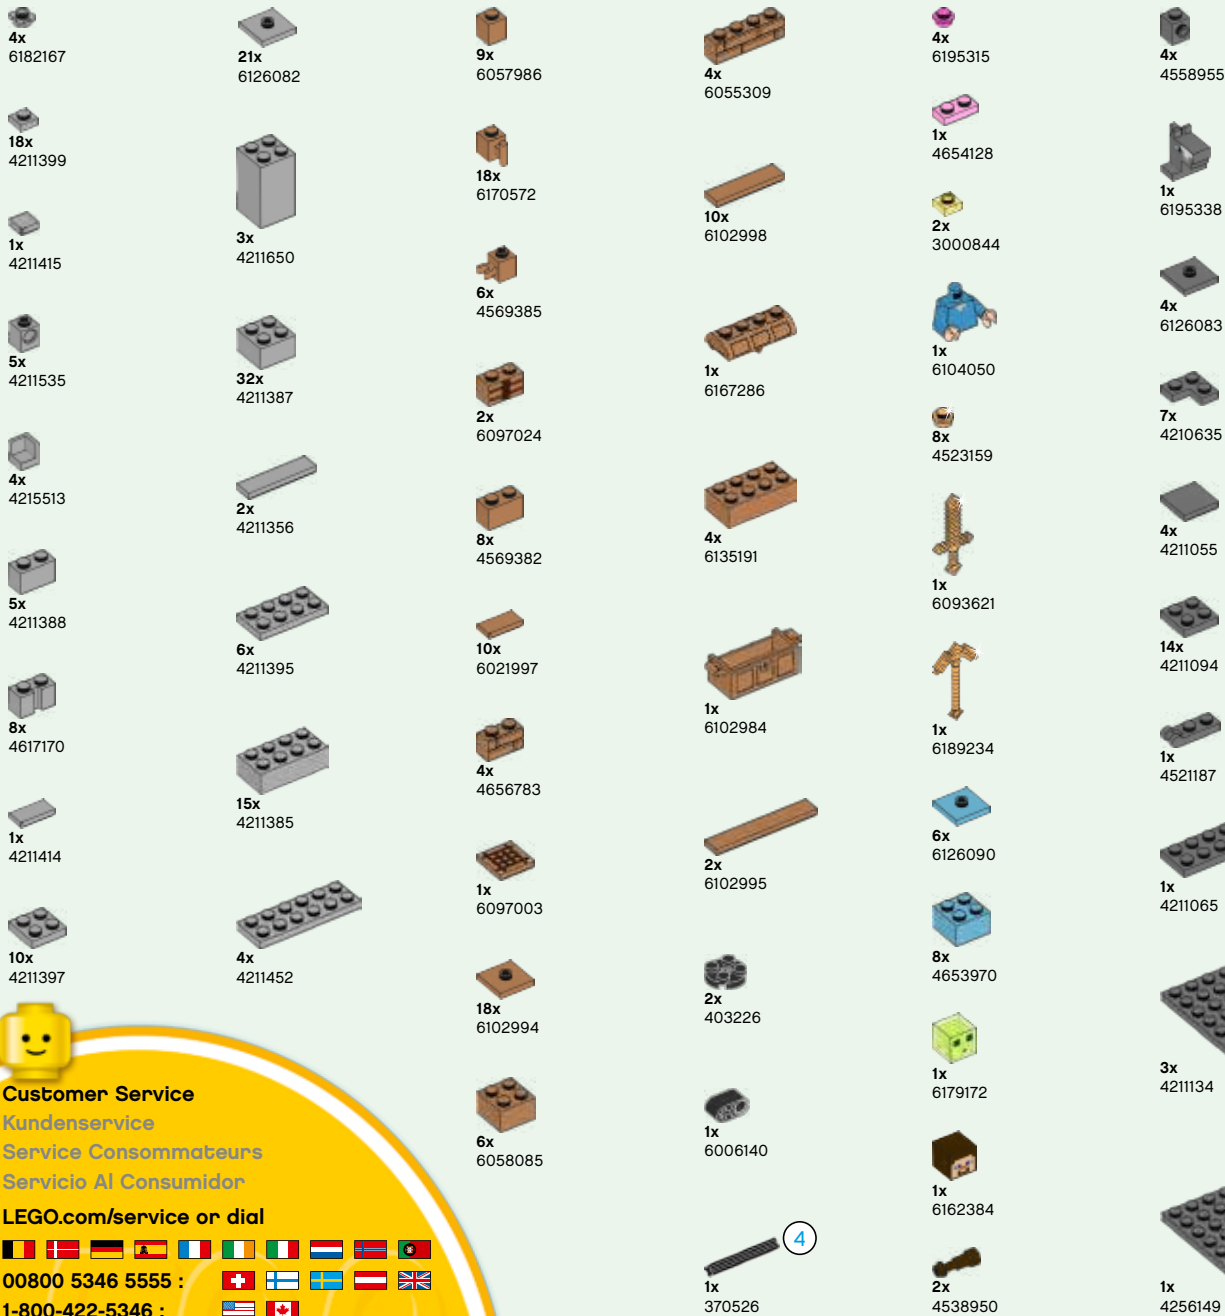 4x
6182167
18x
4211399
1x
4211415
5x
4211535
4x
4215513
5x
4211388
8x
4617170
1x
4211414
10x
4211397
21x
6126082
3x
4211650
32x
4211387
2x
4211356
6x
4211395
15x
4211385
4x
4211452
9x
6057986
18x
6170572
6x
4569385
2x
6097024
8x
4569382
10x
6021997
4x
4656783
1x
6097003
18x
6102994
6x
6058085
4x
6055309
10x
6102998
1x
6167286
4x
6135191
1x
6102984
2x
6102995
2x
403226
1x
6006140
4
1x
370526
4x
6195315
1x
4654128
2x
3000844
1x
6104050
8x
4523159
1x
6093621
1x
6189234
6x
6126090
8x
4653970
1x
6179172
1x
6162384
2x
4538950
4x
4558955
1x
6195338
4x
6126083
7x
4210635
4x
4211055
14x
4211094
1x
4521187
1x
4211065
3x
4211134
1x
4256149
Customer Service
Kundenservice
Service Consommateurs
Servicio Al Consumidor
LEGO.com/service or dial
00800 5346 5555 :
1-800-422-5346 :